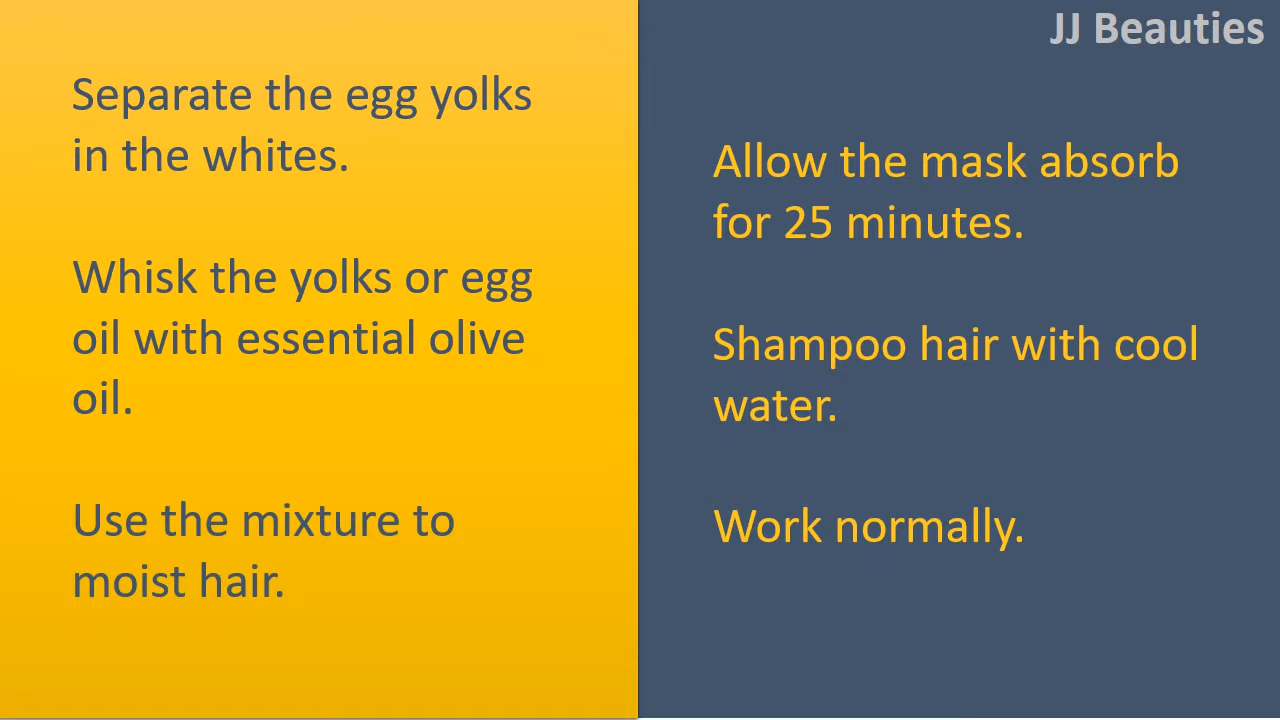 Separate the egg yolks
in the whites.
Whisk the yolks or egg
oil with essential olive
oil.
Use the mixture to
moist hair.
JJ Beauties
Allow the mask absorb
for 25 minutes.
Shampoo hair with cool
water.
Work normally.